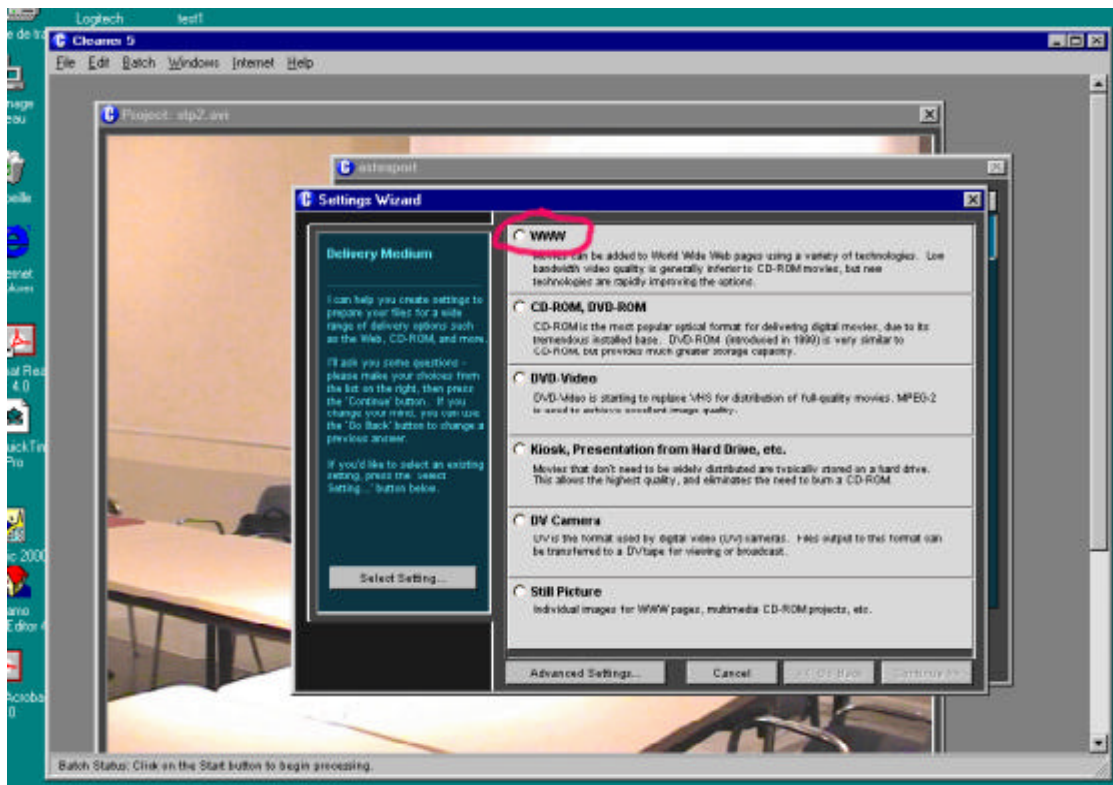 Logitech test1
Cleaner 5
File Edit Batch Windows Internet Help
Project: stp2.avi
Settings Wizard
Delivery Medium
I can help you create settings to
prepare your files for a wide
range of delivery options such
as the Web, CD-ROM, and more.
I'll ask you some questions -
please make your choices from
the list on the right, then press
the 'Continue' button. If you
change your mind, you can use
the 'Go Back' button to change a
previous answer.
If you'd like to select an existing
setting, press the 'Select
Setting...' button below.
Select Setting...
WWW
Movies can be added to World Wide Web pages using a variety of technologies. Low
bandwidth video quality is generally inferior to CD-ROM movies, but new
technologies are rapidly improving the options.
CD-ROM, DVD-ROM
CD-ROM is the most popular optical format for delivering digital movies, due to its
tremendous installed base. DVD-ROM (introduced in 1998) is very similar to
CD-ROM, but provides much greater storage capacity.
DVD-Video
DVD-Video is starting to replace VHS for distribution of full-quality movies. MPEG-2
is used to achieve excellent image quality.
Kiosk, Presentation from Hard Drive, etc.
Movies that don't need to be widely distributed are typically stored on a hard drive.
This allows the highest quality, and eliminates the need to burn a CD-ROM.
DV Camera
DV is the format used by digital video (DV) cameras. Files output to this format can
be transferred to a DV tape for viewing or broadcast.
Still Picture
Individual images for WWW pages, multimedia CD-ROM projects, etc.
Advanced Settings... Cancel << Go Back Continue >>
Batch Status: Click on the Start button to begin processing.